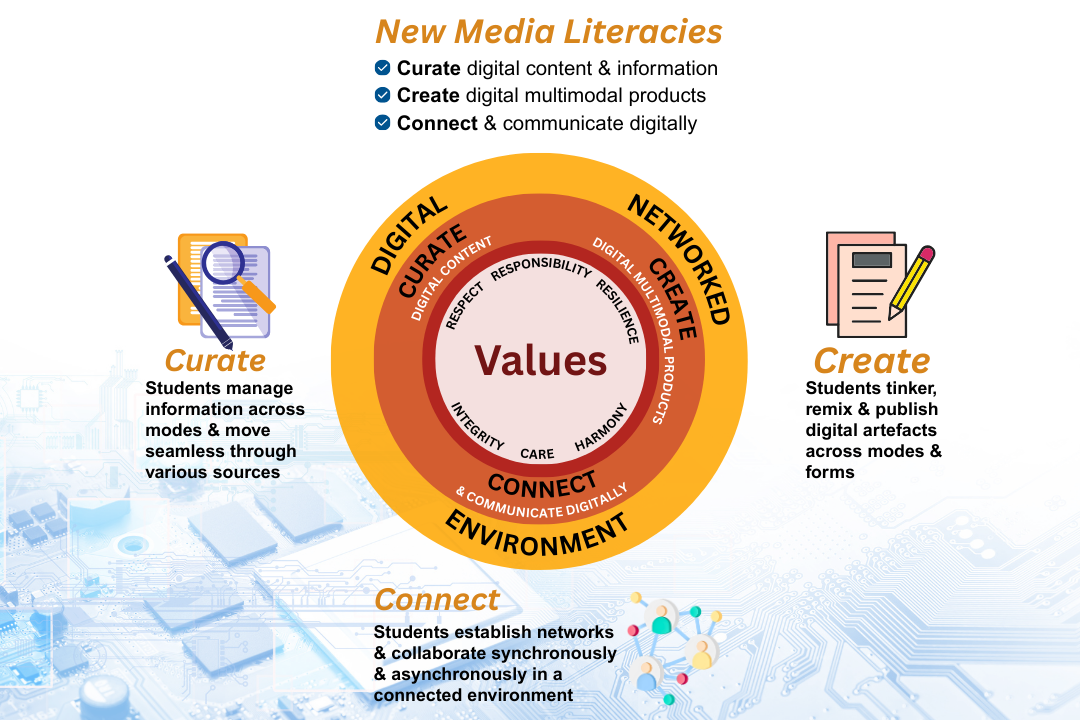 New Media Literacies
Curate digital content & information
Create digital multimodal products
Connect & communicate digitally
DIGITAL
NETWORKED
ENVIRONMENT
CURATE
DIGITAL CONTENT
CREATE
DIGITAL MULTIMODAL PRODUCTS
CONNECT
& COMMUNICATE DIGITALLY
RESPECT
RESPONSIBILITY
RESILIENCE
Values
INTEGRITY
CARE
HARMONY
Curate
Students manage
information across
modes & move
seamless through
various sources
Create
Students tinker,
remix & publish
digital artefacts
across modes &
forms
Connect
Students establish networks
& collaborate synchronously
& asynchronously in a
connected environment